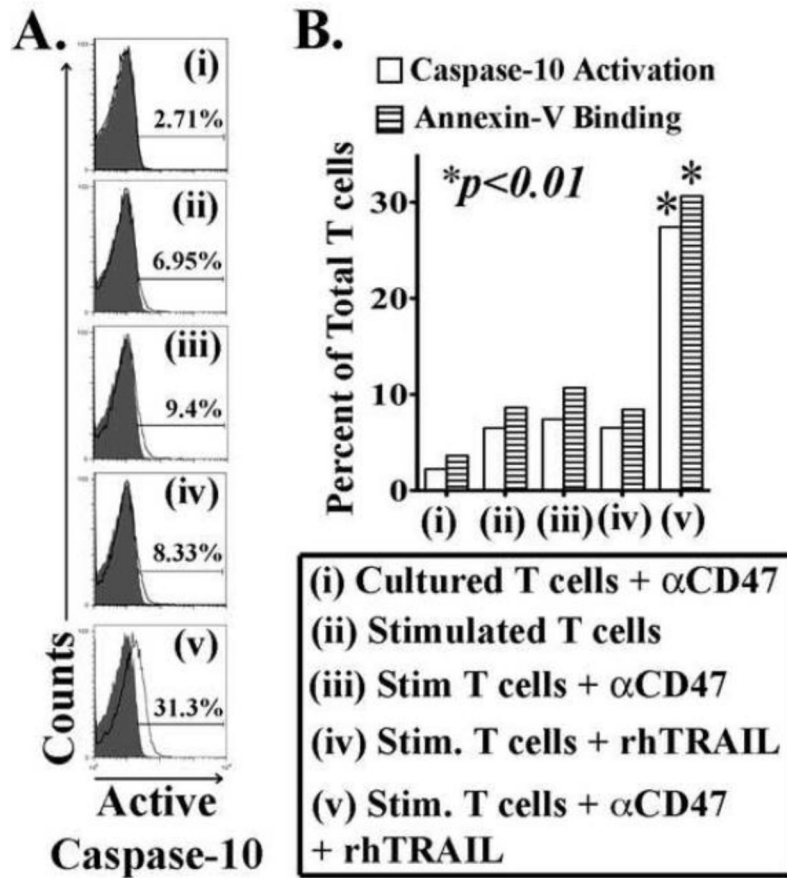 A.
(i)
2.71%
(ii)
6.95%
(iii)
9.4%
(iv)
8.33%
(v)
31.3%
Counts
Active
Caspase-10
B.
Caspase-10 Activation
Annexin-V Binding
*p<0.01
* *
Percent of Total T cells
30
20
10
0
(i) (ii) (iii) (iv) (v)
(i) Cultured T cells + αCD47
(ii) Stimulated T cells
(iii) Stim T cells + αCD47
(iv) Stim. T cells + rhTRAIL
(v) Stim. T cells + αCD47
+ rhTRAIL